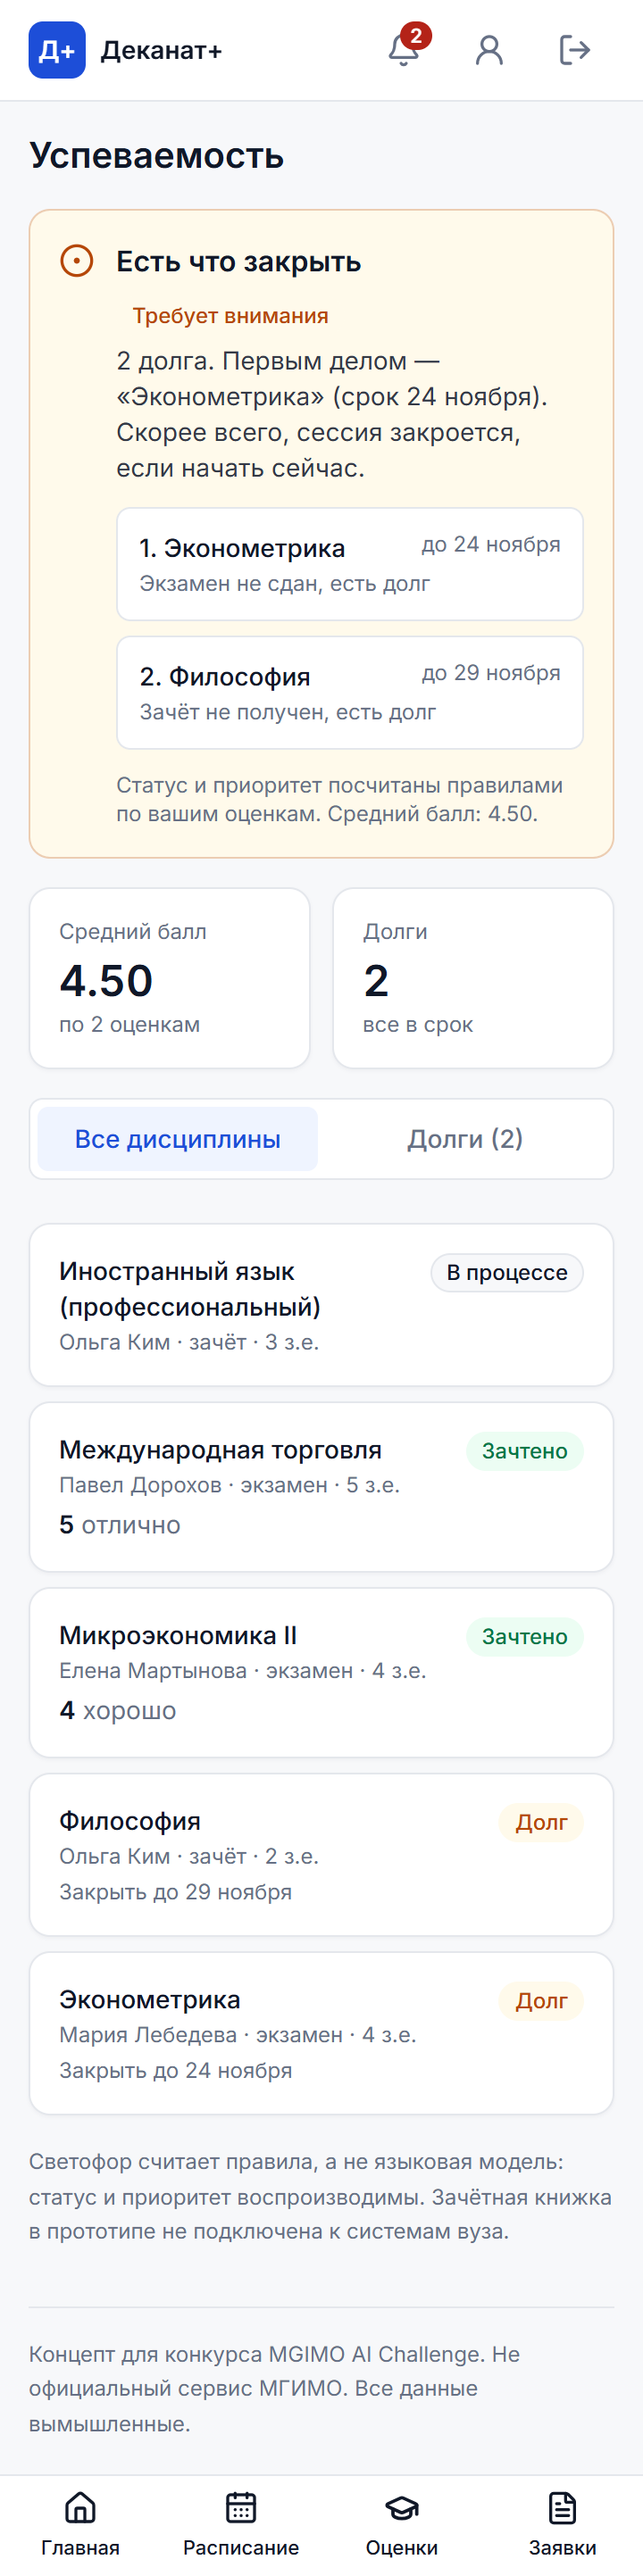 Д+ Деканат+ 2
Успеваемость
Есть что закрыть
Требует внимания
2 долга. Первым делом —
«Эконометрика» (срок 24 ноября).
Скорее всего, сессия закроется,
если начать сейчас.
1. Эконометрика до 24 ноября
Экзамен не сдан, есть долг
2. Философия до 29 ноября
Зачёт не получен, есть долг
Статус и приоритет посчитаны правилами
по вашим оценкам. Средний балл: 4.50.
Средний балл
4.50
по 2 оценкам
Долги
2
все в срок
Все дисциплины Долги (2)
Иностранный язык В процессе
(профессиональный)
Ольга Ким · зачёт · 3 з.е.
Международная торговля Зачтено
Павел Дорохов · экзамен · 5 з.е.
5 отлично
Микроэкономика II Зачтено
Елена Мартынова · экзамен · 4 з.е.
4 хорошо
Философия Долг
Ольга Ким · зачёт · 2 з.е.
Закрыть до 29 ноября
Эконометрика Долг
Мария Лебедева · экзамен · 4 з.е.
Закрыть до 24 ноября
Светофор считает правила, а не языковая модель:
статус и приоритет воспроизводимы. Зачётная книжка
в прототипе не подключена к системам вуза.
Концепт для конкурса MGIMO AI Challenge. Не
официальный сервис МГИМО. Все данные
вымышленные.
Главная Расписание Оценки Заявки